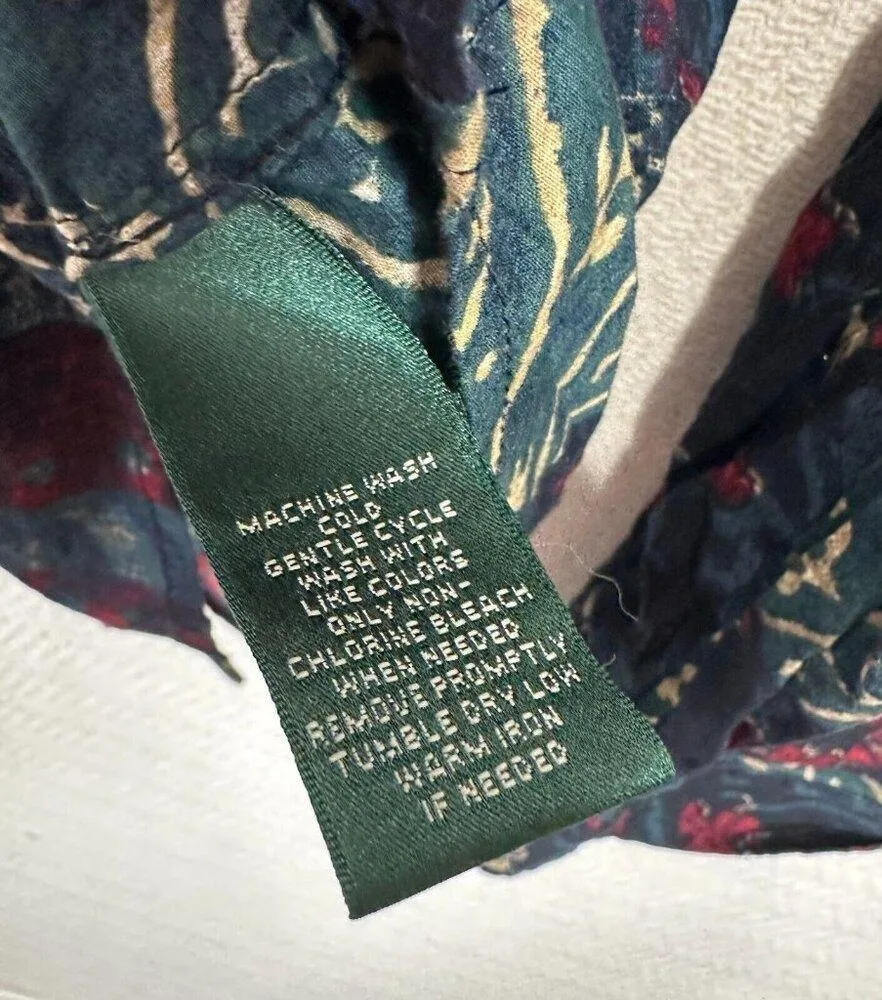 MACHINE WASH
COLD
GENTLE CYCLE
WASH WITH
LIKE COLORS
ONLY NON-
CHLORINE BLEACH
WHEN NEEDED
REMOVE PROMPTLY
TUMBLE DRY LOW
WARM IRON
IF NEEDED